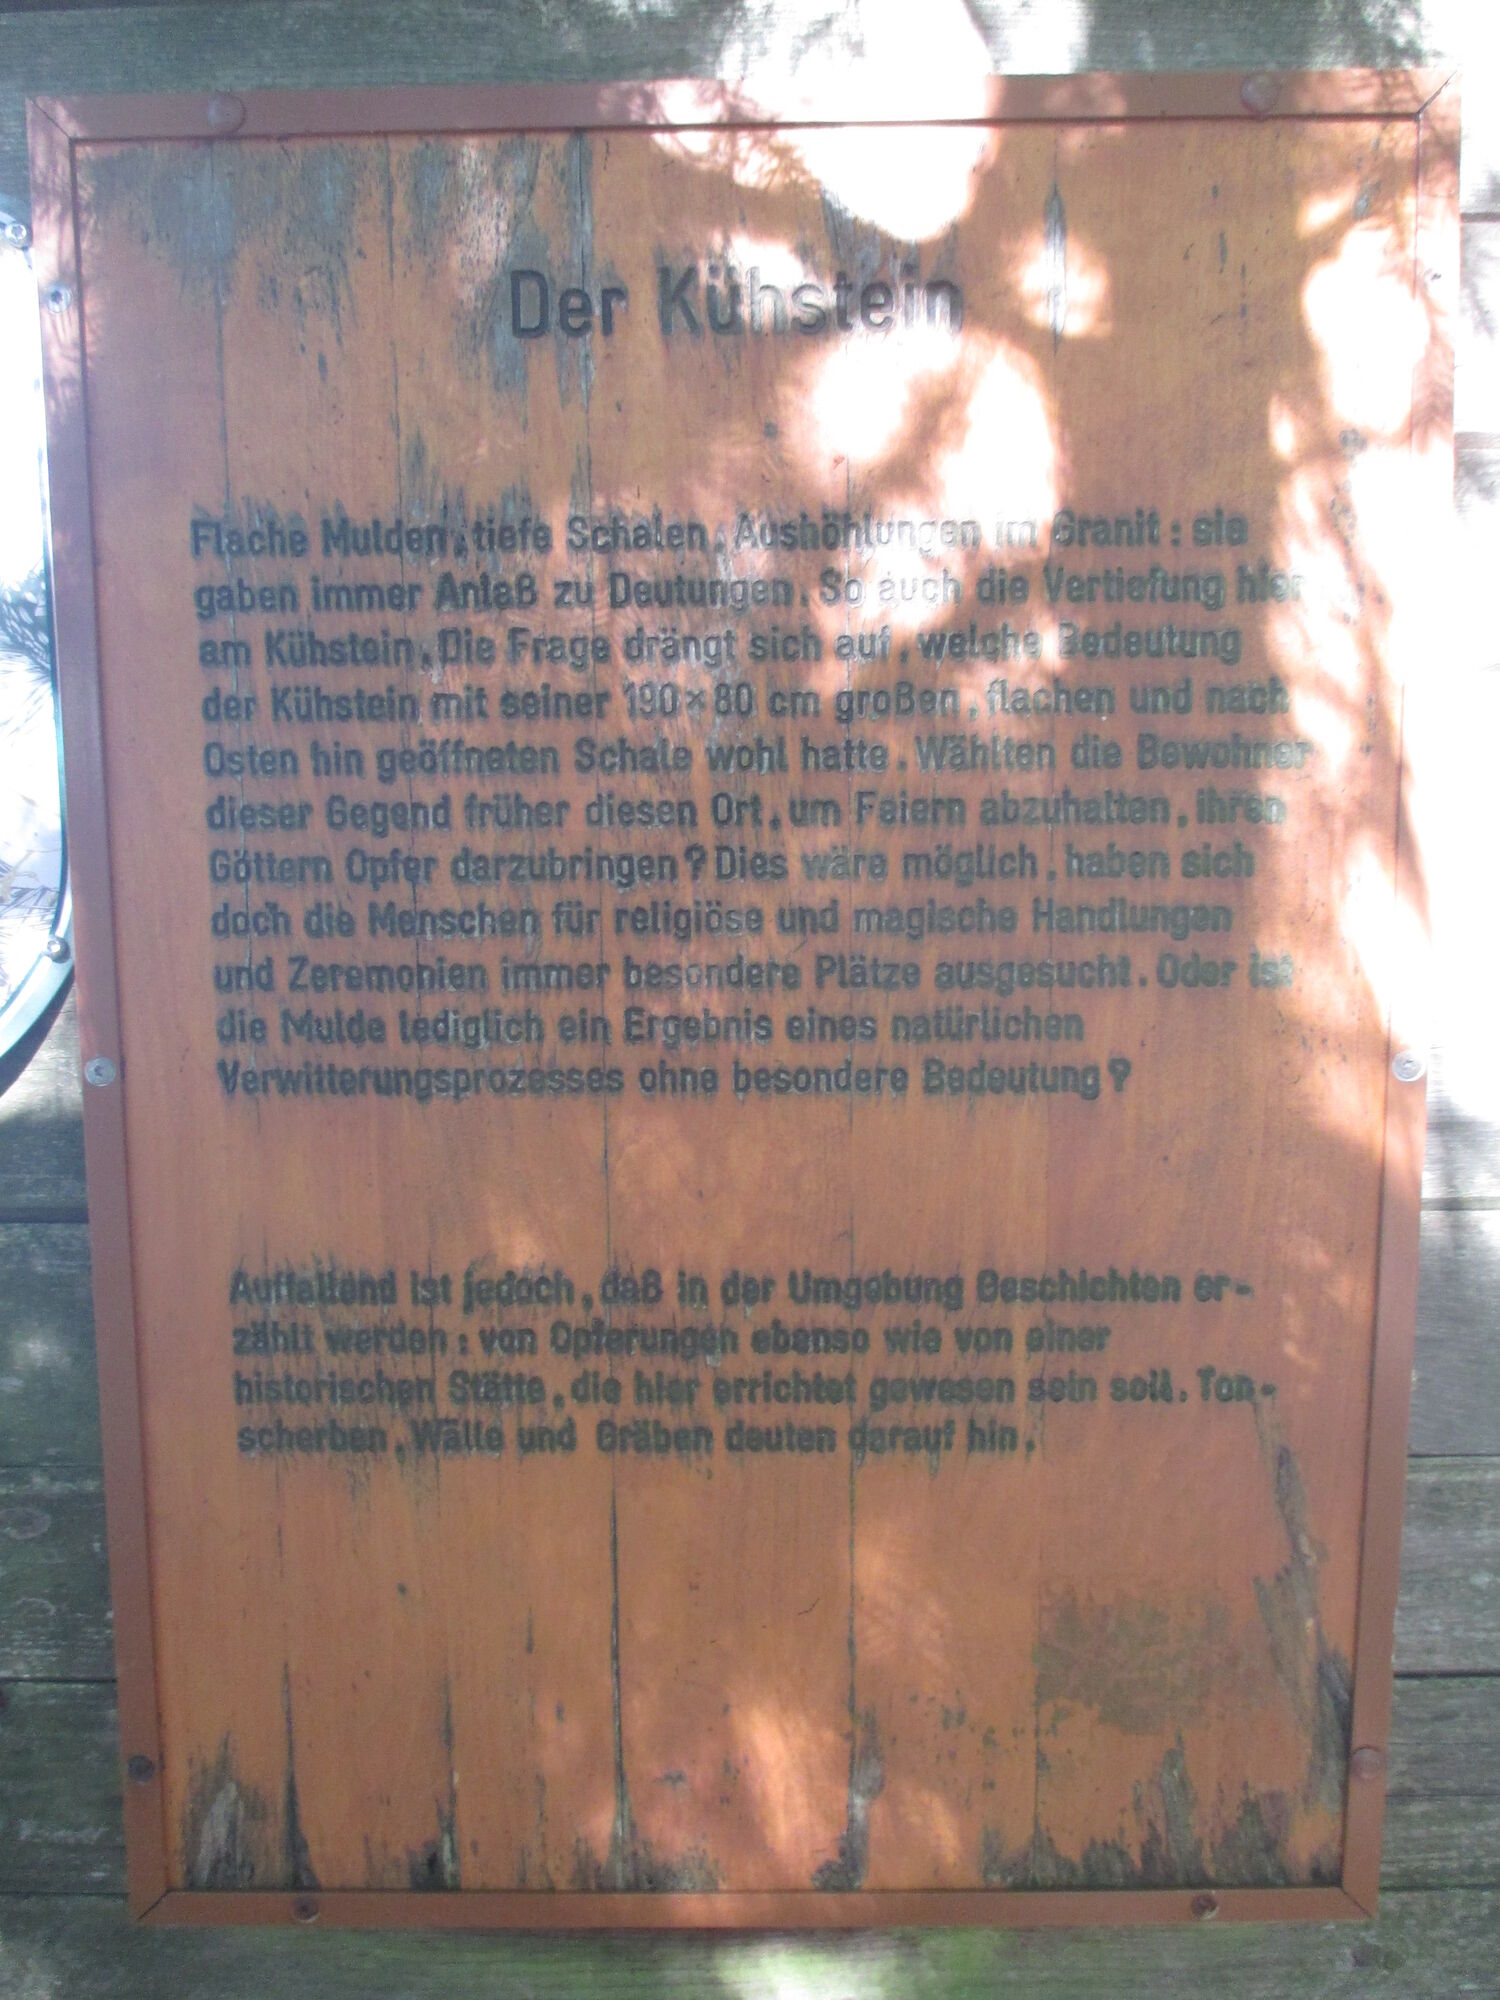 Der Kühstein
Flache Mulden, tiefe Schalen, Aushöhlungen im Granit: sie
gaben immer Anlaß zu Deutungen. So auch die Vertiefung hier
am Kühstein. Die Frage drängt sich auf, welche Bedeutung
der Kühstein mit seiner 190×80 cm großen, flachen und nach
Osten hin geöffneten Schale wohl hatte. Wählten die Bewohner
dieser Gegend früher diesen Ort, um Feiern abzuhalten, ihren
Göttern Opfer darzubringen? Dies wäre möglich, haben sich
doch die Menschen für religiöse und magische Handlungen
und Zeremonien immer besondere Plätze ausgesucht. Oder ist
die Mulde lediglich ein Ergebnis eines natürlichen
Verwitterungsprozesses ohne besondere Bedeutung?
Auffallend ist jedoch, daß in der Umgebung Geschichten er-
zählt werden: von Opferungen ebenso wie von einer
historischen Stätte, die hier errichtet gewesen sein soll. Ton-
scherben, Wälle und Gräben deuten darauf hin.